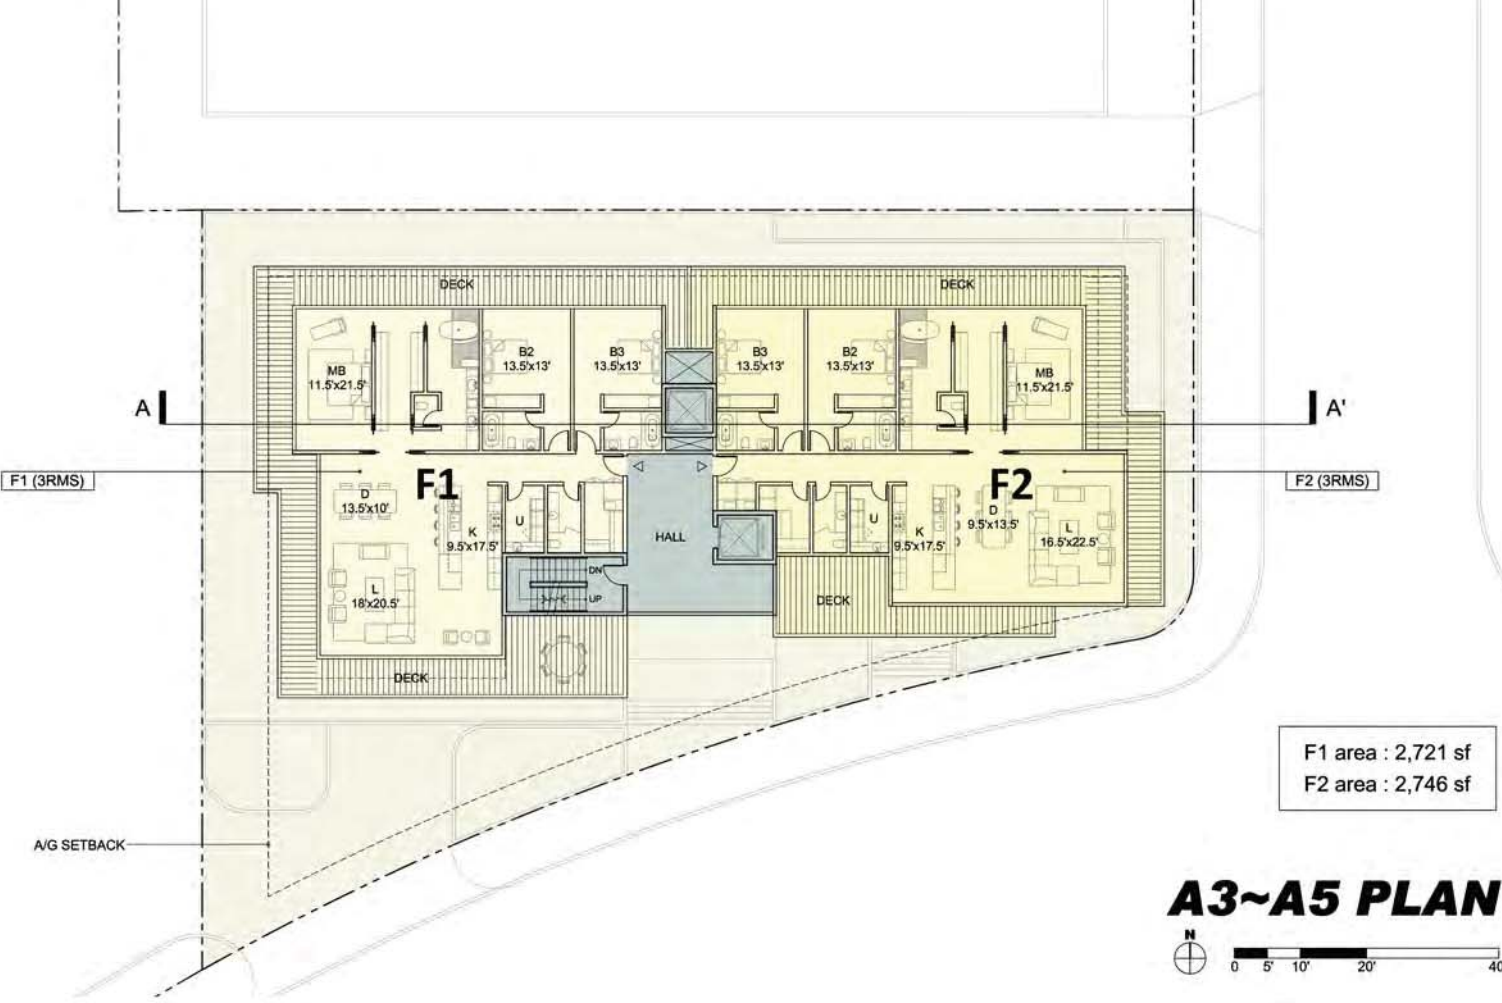 DECK
DECK
MB
11.5'x21.5'
B2
13.5'x13'
B3
13.5'x13'
B3
13.5'x13'
B2
13.5'x13'
MB
11.5'x21.5'
A
A'
F1 (3RMS)
F1
F2
F2 (3RMS)
D
13.5'x10'
K
9.5'x17.5'
U
HALL
U
K
9.5'x17.5'
D
9.5'x13.5'
L
16.5'x22.5'
L
18'x20.5'
DN
UP
DECK
DECK
F1 area : 2,721 sf
F2 area : 2,746 sf
A/G SETBACK
A3~A5 PLAN
N
0 5' 10' 20' 40